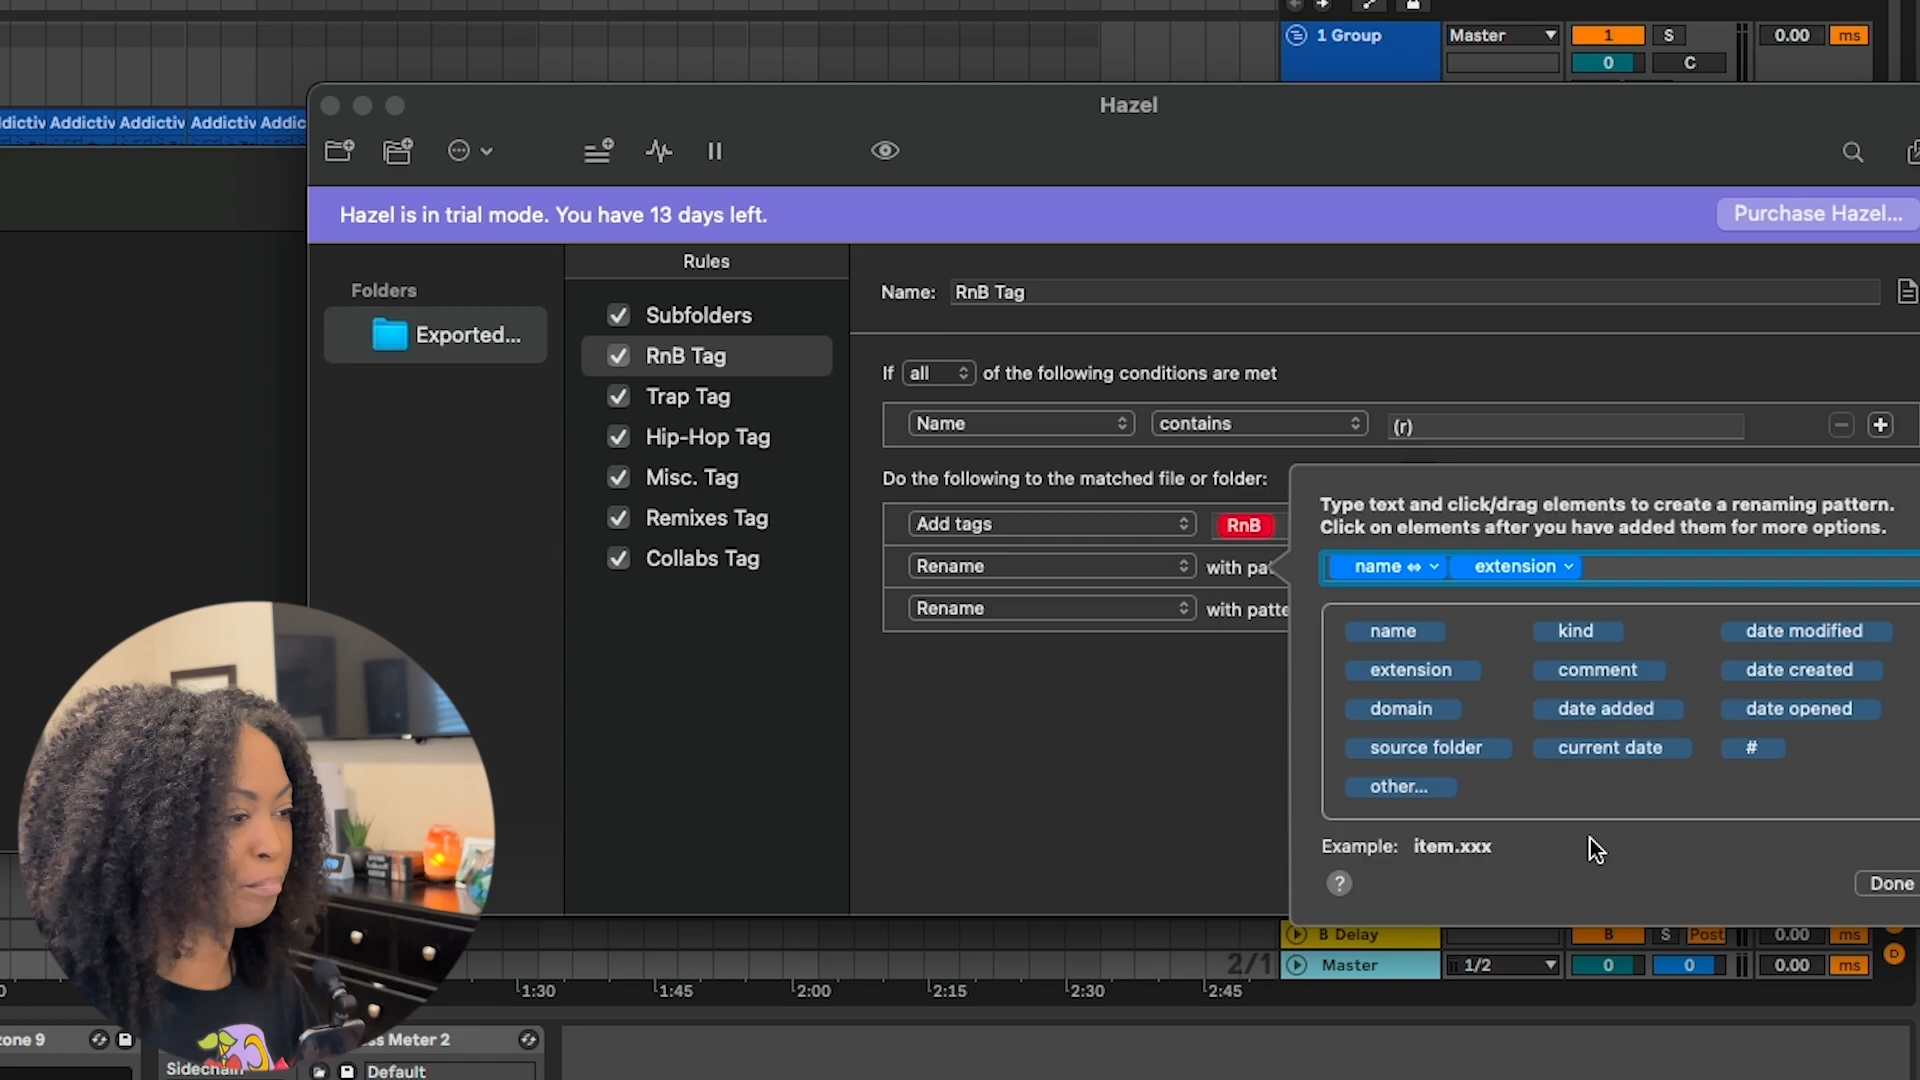 1 Group
Master
1
S
0.00
ms
0
C
Addictiv Addictiv Addictiv
Hazel
Hazel is in trial mode. You have 13 days left.
Purchase Hazel...
Folders
Exported...
Rules
Subfolders
RnB Tag
Trap Tag
Hip-Hop Tag
Misc. Tag
Remixes Tag
Collabs Tag
Name: RnB Tag
If all of the following conditions are met
Name contains (r)
Do the following to the matched file or folder:
Add tags RnB
Rename with pa
Rename with patte
Type text and click/drag elements to create a renaming pattern.
Click on elements after you have added them for more options.
name extension
name kind date modified
extension comment date created
domain date added date opened
source folder current date #
other...
Example: item.xxx
?
Done
B Delay B S Post 0.00 ms
D
2/1 Master 1/2 0 0 0.00 ms
1:30 1:45 2:00 2:15 2:30 2:45
zone 9
ss Meter 2
Sidechain
Default